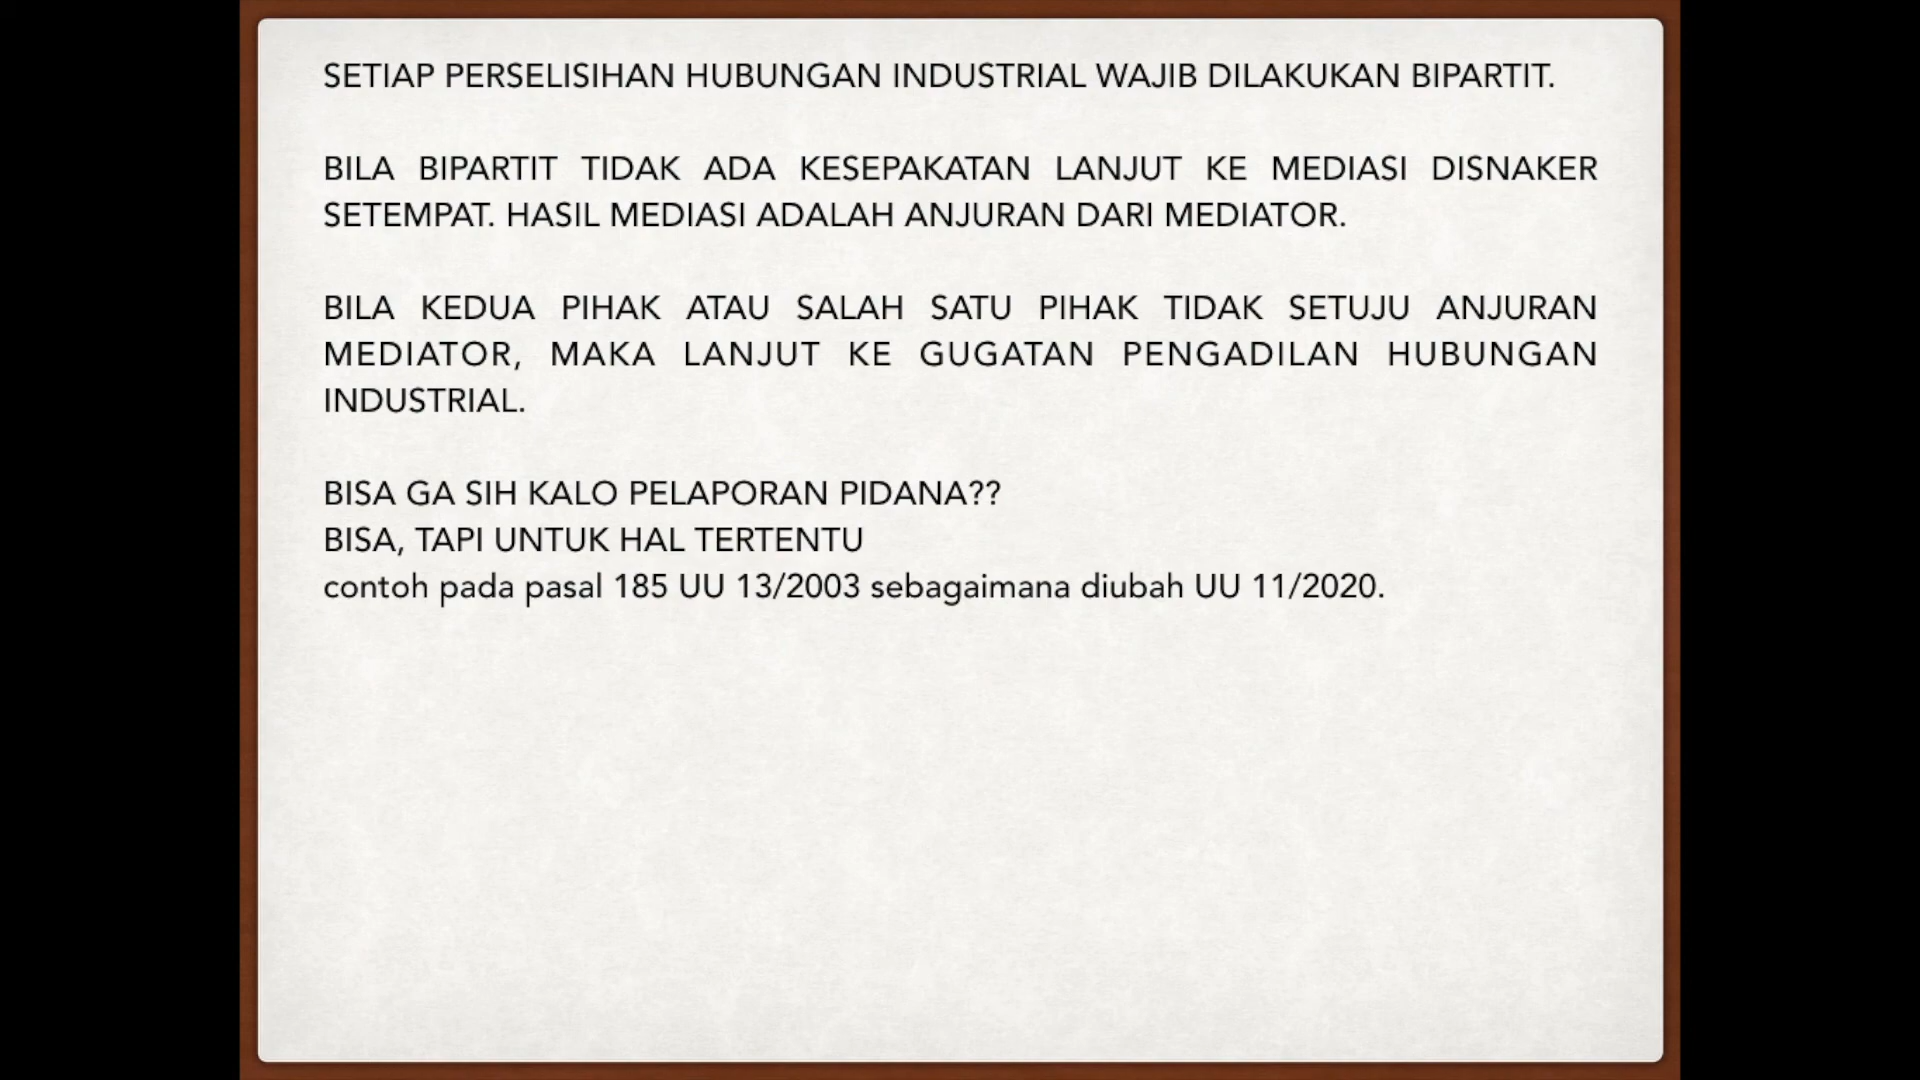 SETIAP PERSELISIHAN HUBUNGAN INDUSTRIAL WAJIB DILAKUKAN BIPARTIT.
BILA BIPARTIT TIDAK ADA KESEPAKATAN LANJUT KE MEDIASI DISNAKER
SETEMPAT. HASIL MEDIASI ADALAH ANJURAN DARI MEDIATOR.
BILA KEDUA PIHAK ATAU SALAH SATU PIHAK TIDAK SETUJU ANJURAN
MEDIATOR, MAKA LANJUT KE GUGATAN PENGADILAN HUBUNGAN
INDUSTRIAL.
BISA GA SIH KALO PELAPORAN PIDANA??
BISA, TAPI UNTUK HAL TERTENTU
contoh pada pasal 185 UU 13/2003 sebagaimana diubah UU 11/2020.